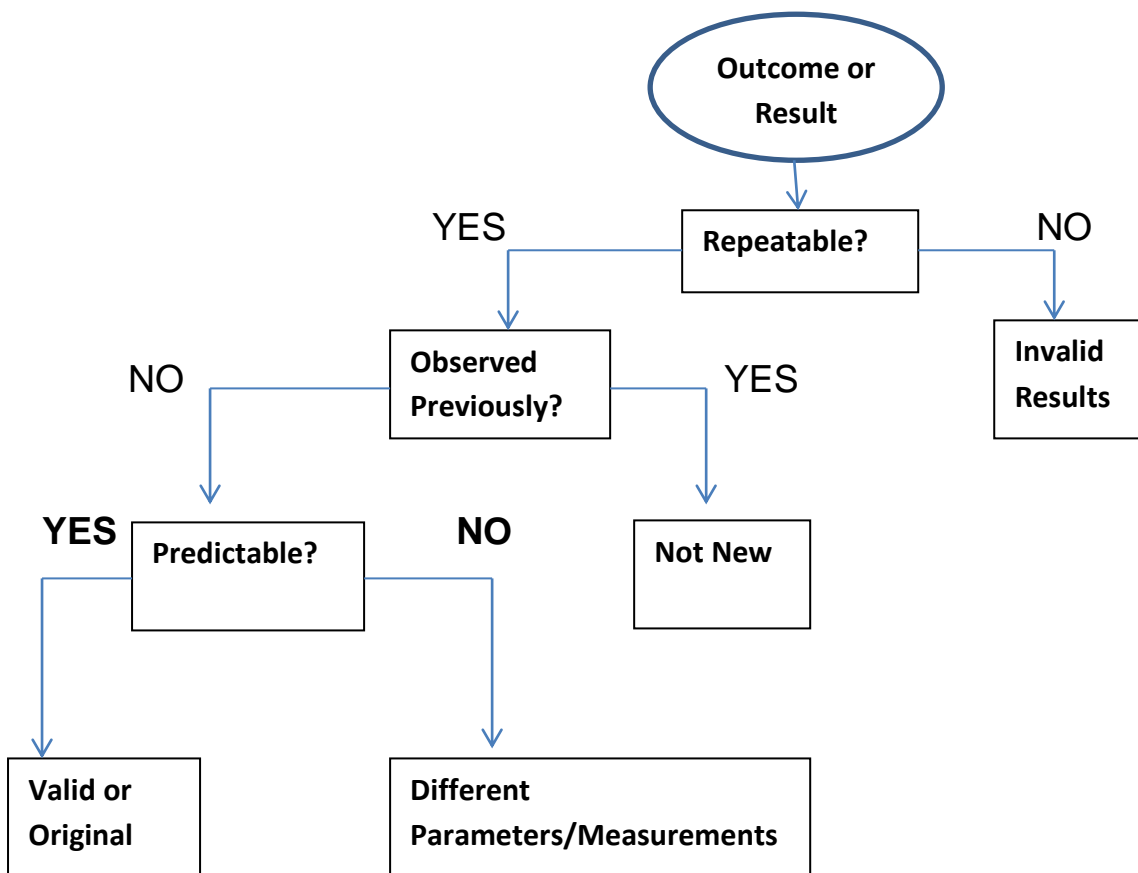 Outcome or
Result
YES
Repeatable?
NO
Observed
Previously?
Invalid
Results
NO
YES
YES
Predictable?
NO
Not New
Valid or
Original
Different
Parameters/Measurements